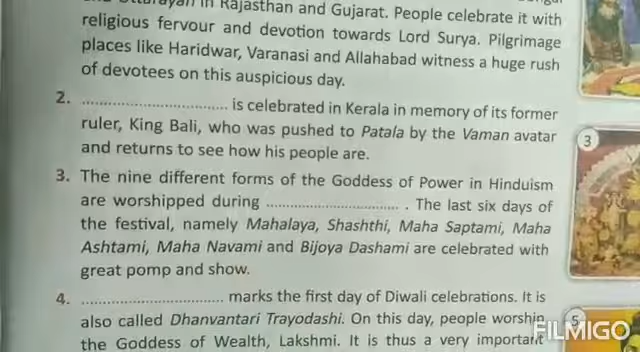 in Rajasthan and Gujarat. People celebrate it with
religious fervour and devotion towards Lord Surya. Pilgrimage
places like Haridwar, Varanasi and Allahabad witness a huge rush
of devotees on this auspicious day.
2. ................................ is celebrated in Kerala in memory of its former
ruler, King Bali, who was pushed to Patala by the Vaman avatar
and returns to see how his people are.
3
3. The nine different forms of the Goddess of Power in Hinduism
are worshipped during ............................. . The last six days of
the festival, namely Mahalaya, Shashthi, Maha Saptami, Maha
Ashtami, Maha Navami and Bijoya Dashami are celebrated with
great pomp and show.
4. ............................... marks the first day of Diwali celebrations. It is
also called Dhanvantari Trayodashi. On this day, people worship
5
FILMIGO
the Goddess of Wealth, Lakshmi. It is thus a very important